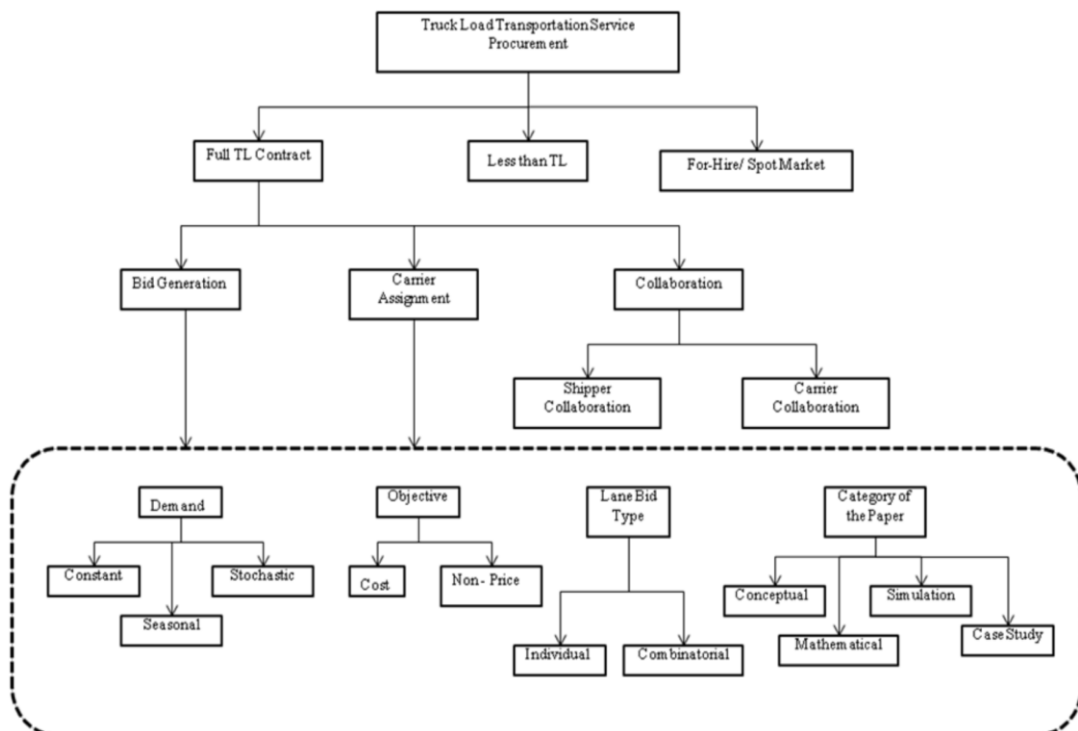 Truck Load Transportation Service
Procurement
Full TL Contract
Less than TL
For-Hire/ Spot Market
Bid Generation
Carrier
Assignment
Collaboration
Shipper
Collaboration
Carrier
Collaboration
Demand
Objective
Lane Bid
Type
Category of
the Paper
Constant
Stochastic
Seasonal
Cost
Non- Price
Individual
Combinatorial
Conceptual
Simulation
Mathematical
Case Study